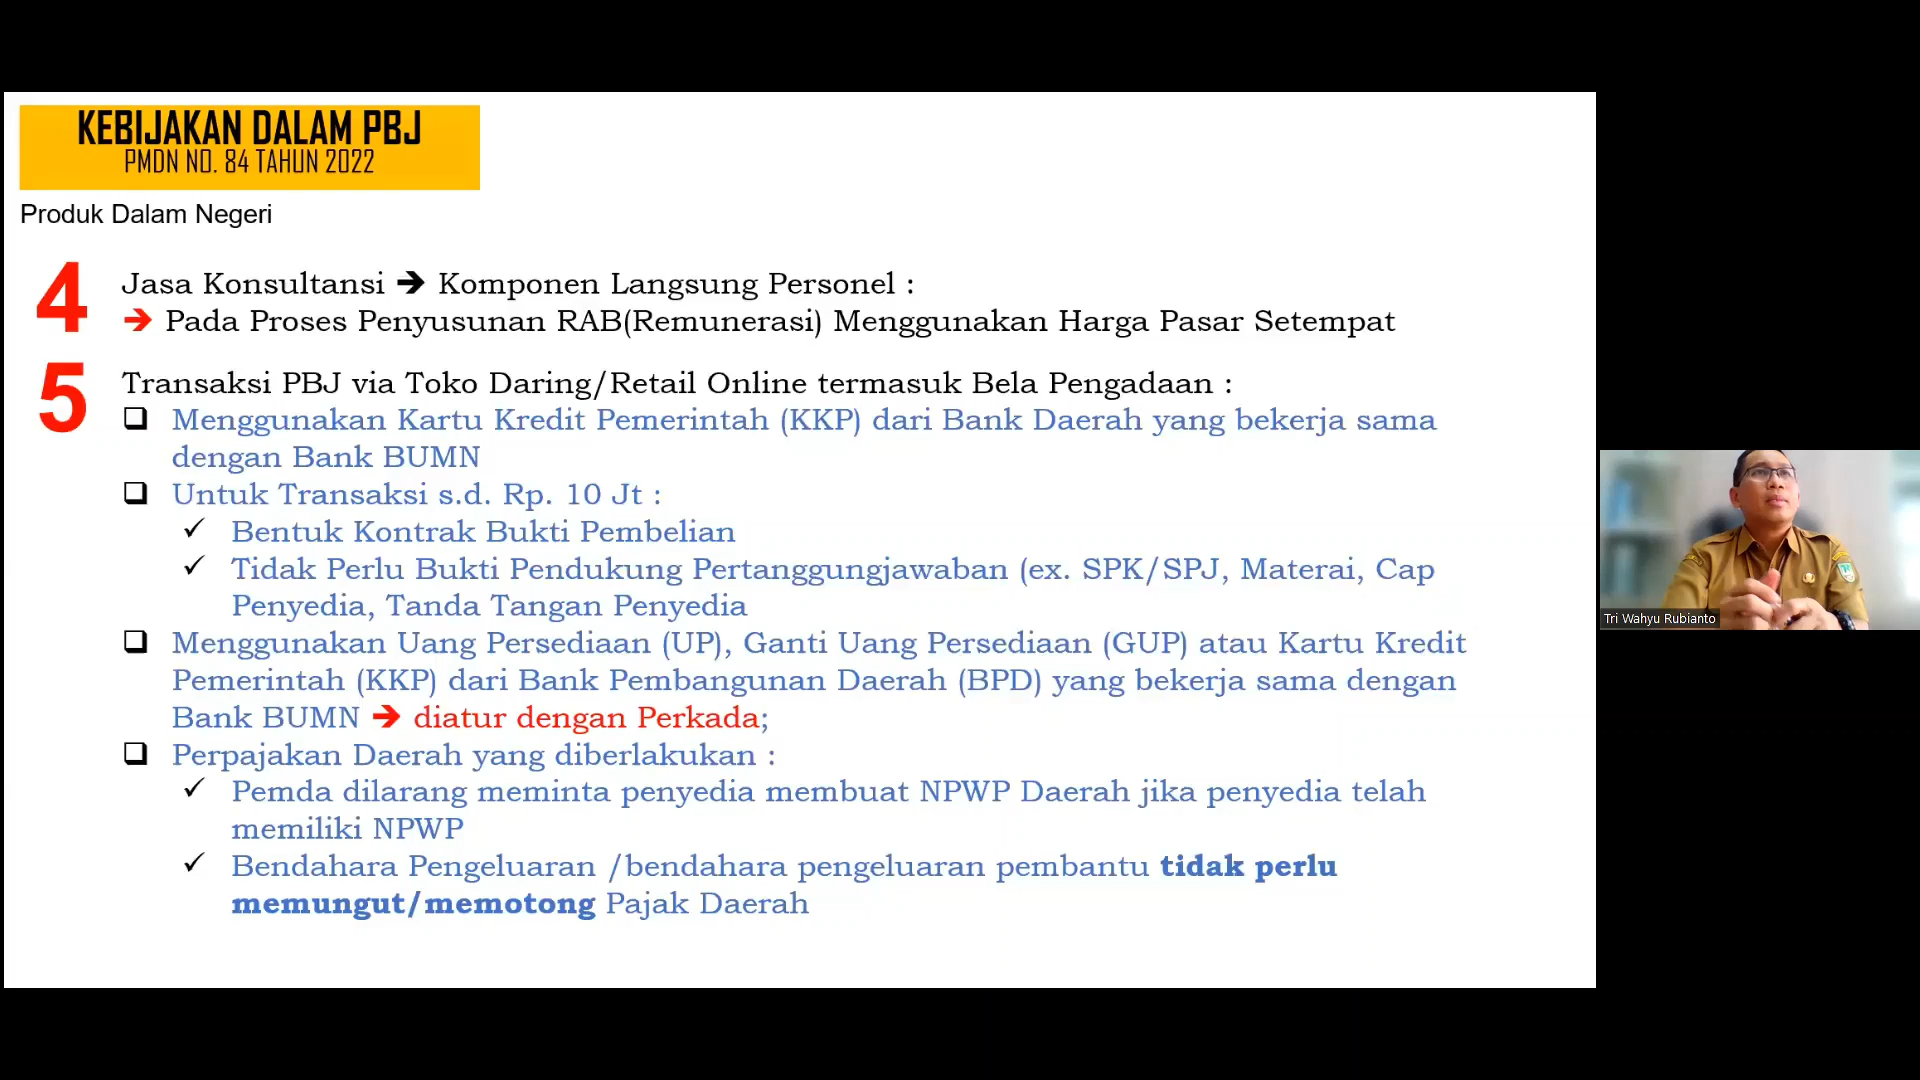 KEBIJAKAN DALAM PBJ
PMDN NO. 84 TAHUN 2022
Produk Dalam Negeri
4
Jasa Konsultansi ➔ Komponen Langsung Personel :
➔ Pada Proses Penyusunan RAB(Remunerasi) Menggunakan Harga Pasar Setempat
5
Transaksi PBJ via Toko Daring/Retail Online termasuk Bela Pengadaan :
❑ Menggunakan Kartu Kredit Pemerintah (KKP) dari Bank Daerah yang bekerja sama
dengan Bank BUMN
❑ Untuk Transaksi s.d. Rp. 10 Jt :
✓ Bentuk Kontrak Bukti Pembelian
✓ Tidak Perlu Bukti Pendukung Pertanggungjawaban (ex. SPK/SPJ, Materai, Cap
Penyedia, Tanda Tangan Penyedia
❑ Menggunakan Uang Persediaan (UP), Ganti Uang Persediaan (GUP) atau Kartu Kredit
Pemerintah (KKP) dari Bank Pembangunan Daerah (BPD) yang bekerja sama dengan
Bank BUMN ➔ diatur dengan Perkada;
❑ Perpajakan Daerah yang diberlakukan :
✓ Pemda dilarang meminta penyedia membuat NPWP Daerah jika penyedia telah
memiliki NPWP
✓ Bendahara Pengeluaran /bendahara pengeluaran pembantu tidak perlu
memungut/memotong Pajak Daerah
Tri Wahyu Rubianto